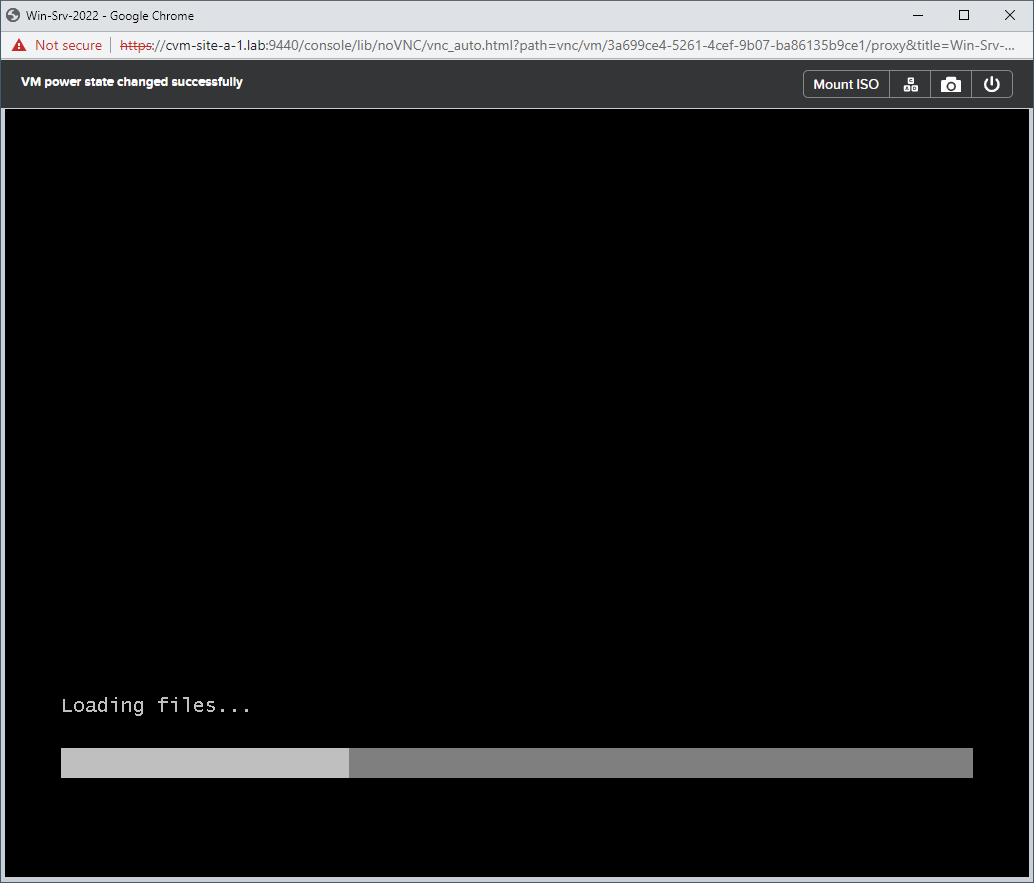 Win-Srv-2022 - Google Chrome
Not secure
https://cvm-site-a-1.lab:9440/console/lib/noVNC/vnc_auto.html?path=vnc/vm/3a699ce4-5261-4cef-9b07-ba86135b9ce1/proxy&title=Win-Srv-...
VM power state changed successfully
Mount ISO
C
A D
Loading files...